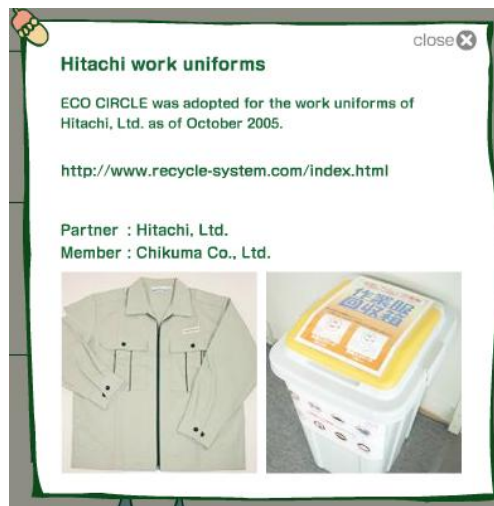 close
Hitachi work uniforms
ECO CIRCLE was adopted for the work uniforms of
Hitachi, Ltd. as of October 2005.
http://www.recycle-system.com/index.html
Partner : Hitachi, Ltd.
Member : Chikuma Co., Ltd.
作業服
回収箱